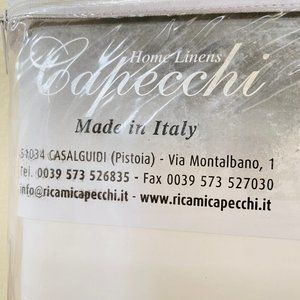 Home Linens
Capecchi
Made in Italy
51034 CASALGUIDI (Pistoia) - Via Montalbano, 1
Tel. 0039 573 526835 - Fax 0039 573 527030
info@ricamicapecchi.it - www.ricamicapecchi.it